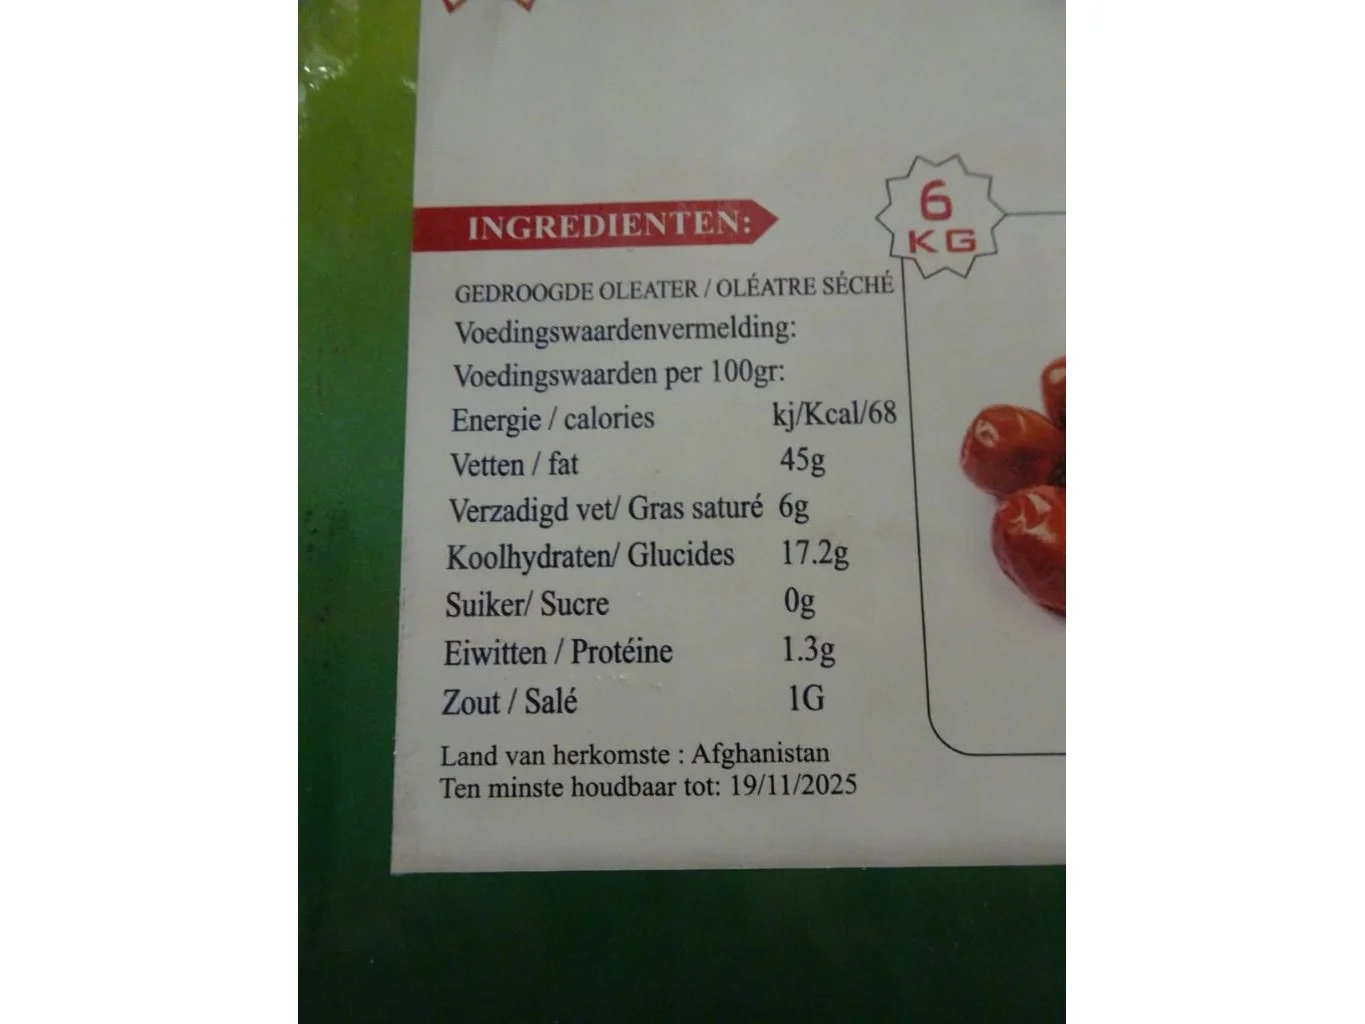 6
KG
INGREDIENTEN:
GEDROOGDE OLEATER / OLÉATRE SÉCHÉ
Voedingswaardenvermelding:
Voedingswaarden per 100gr:
Energie / calories kj/Kcal/68
Vetten / fat 45g
Verzadigd vet/ Gras saturé 6g
Koolhydraten/ Glucides 17.2g
Suiker/ Sucre 0g
Eiwitten / Protéine 1.3g
Zout / Salé 1G
Land van herkomste : Afghanistan
Ten minste houdbaar tot: 19/11/2025